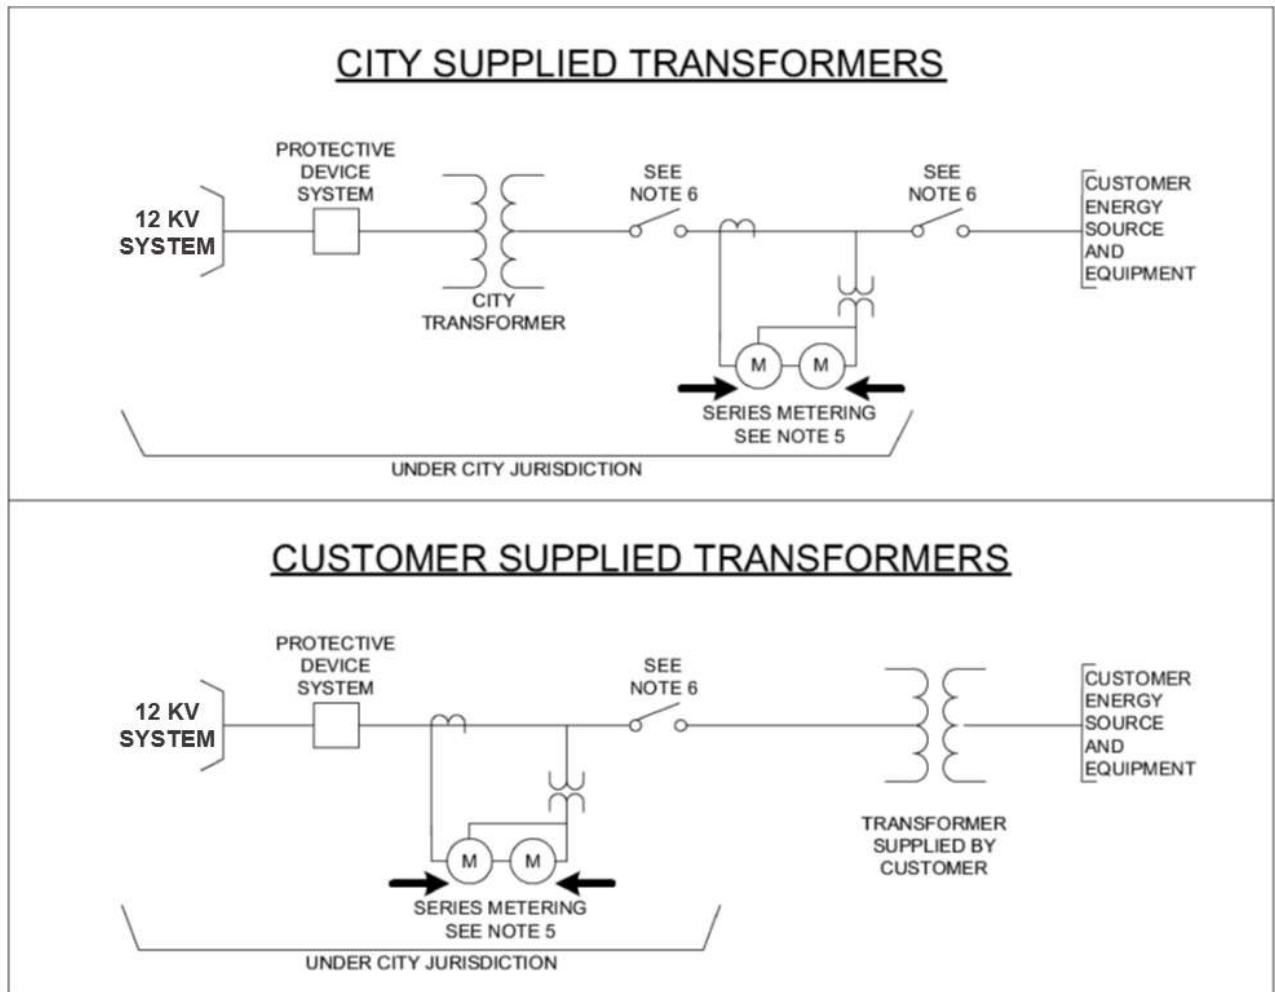 CITY SUPPLIED TRANSFORMERS
PROTECTIVE
DEVICE
SYSTEM
12 KV
SYSTEM
CITY
TRANSFORMER
SEE
NOTE 6
SEE
NOTE 6
CUSTOMER
ENERGY
SOURCE
AND
EQUIPMENT
M
M
SERIES METERING
SEE NOTE 5
UNDER CITY JURISDICTION
CUSTOMER SUPPLIED TRANSFORMERS
PROTECTIVE
DEVICE
SYSTEM
12 KV
SYSTEM
SEE
NOTE 6
CUSTOMER
ENERGY
SOURCE
AND
EQUIPMENT
TRANSFORMER
SUPPLIED BY
CUSTOMER
M
M
SERIES METERING
SEE NOTE 5
UNDER CITY JURISDICTION